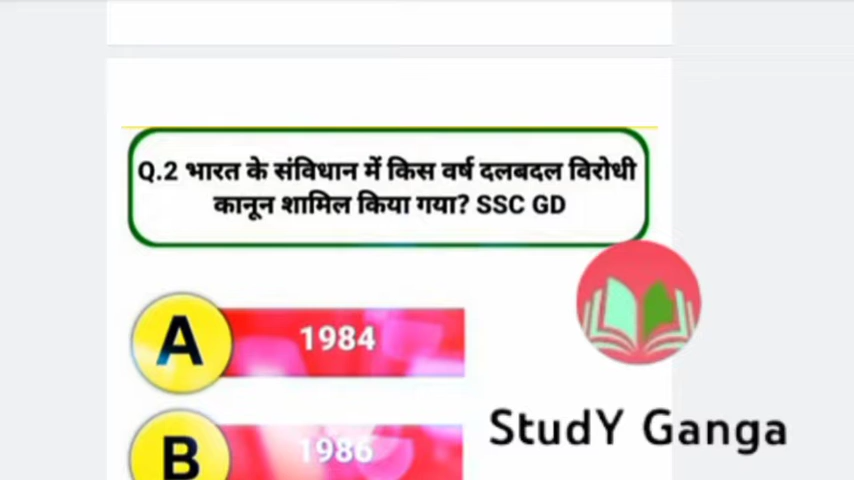 Q.2 भारत के संविधान में किस वर्ष दलबदल विरोधी
कानून शामिल किया गया? SSC GD
A 1984
B 1986
StudY Ganga